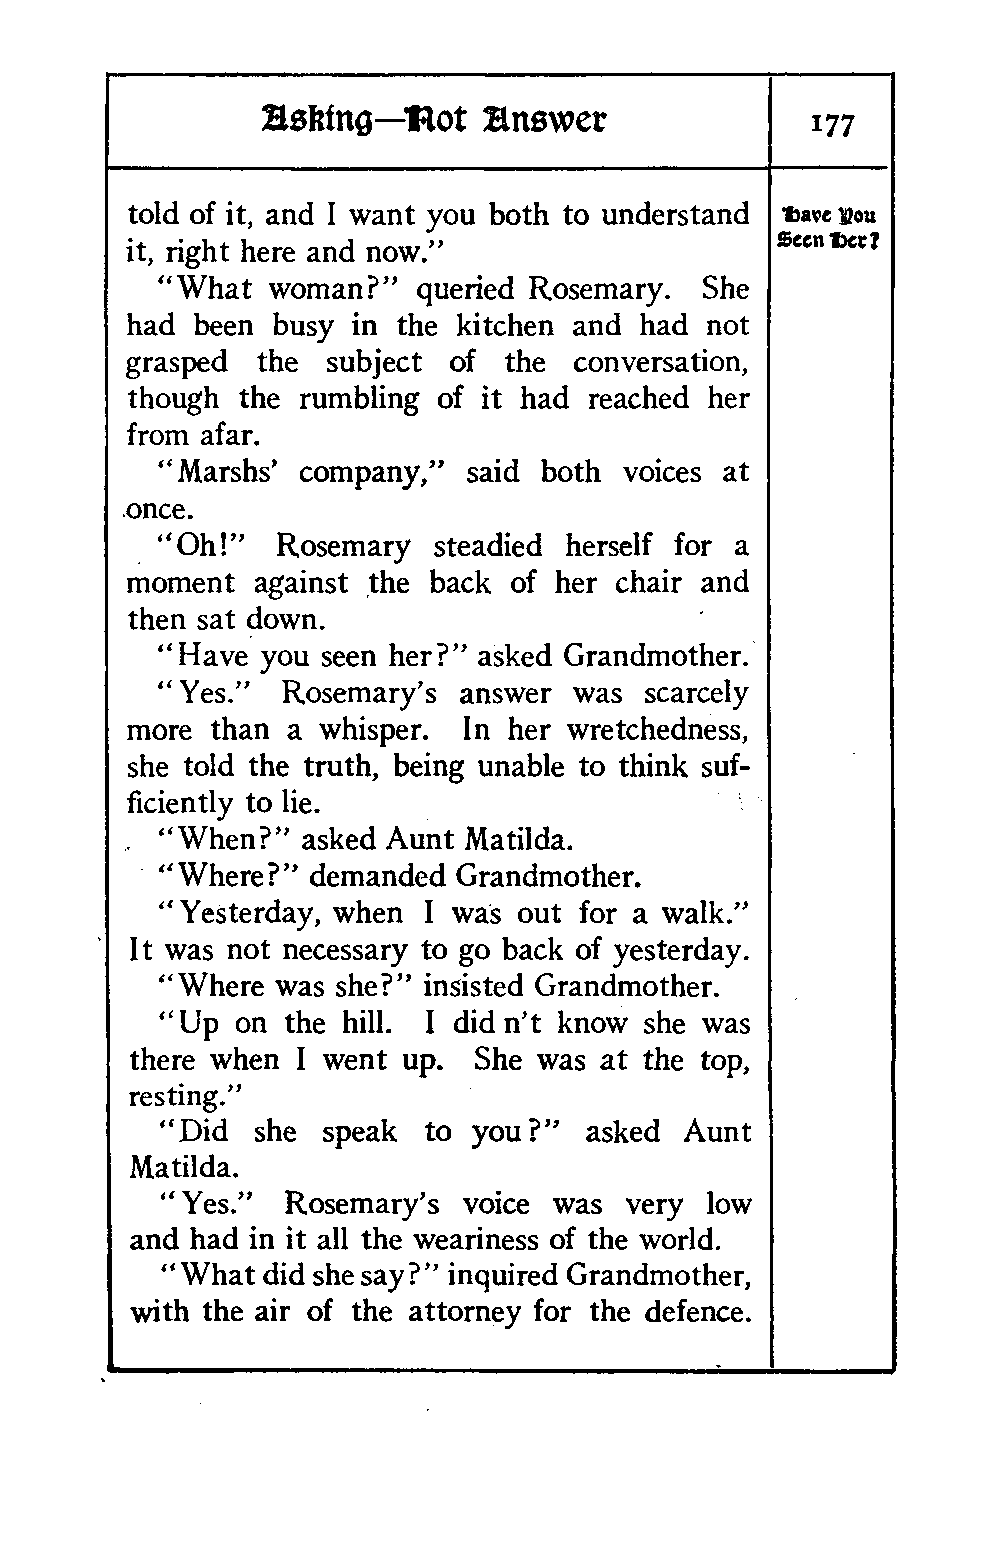 Asking—Not Answer
177
told of it, and I want you both to understand
it, right here and now.”
“What woman?” queried Rosemary. She
had been busy in the kitchen and had not
grasped the subject of the conversation,
though the rumbling of it had reached her
from afar.
“Marshs’ company,” said both voices at
once.
“Oh!” Rosemary steadied herself for a
moment against the back of her chair and
then sat down.
“Have you seen her?” asked Grandmother.
“Yes.” Rosemary’s answer was scarcely
more than a whisper. In her wretchedness,
she told the truth, being unable to think suf-
ficiently to lie.
“When?” asked Aunt Matilda.
“Where?” demanded Grandmother.
“Yesterday, when I was out for a walk.”
It was not necessary to go back of yesterday.
“Where was she?” insisted Grandmother.
“Up on the hill. I did n’t know she was
there when I went up. She was at the top,
resting.”
“Did she speak to you?” asked Aunt
Matilda.
“Yes.” Rosemary’s voice was very low
and had in it all the weariness of the world.
“What did she say?” inquired Grandmother,
with the air of the attorney for the defence.
Have You
Seen Her?